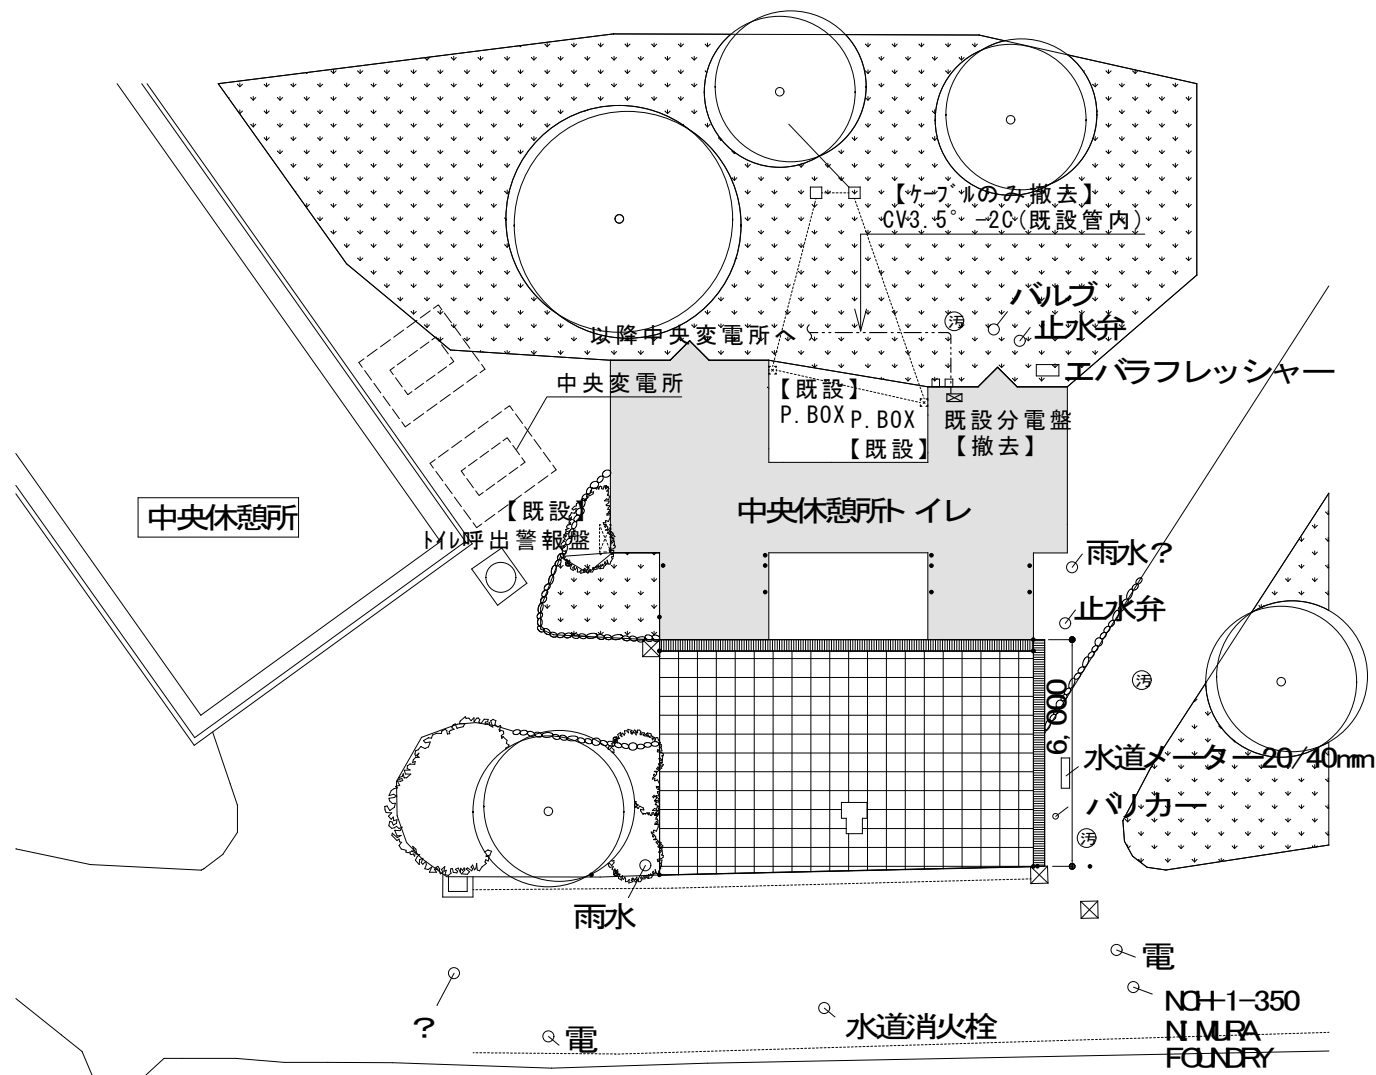 【ｹｰﾌﾞﾙのみ撤去】
CV3.5°-2C(既設管内)
バルブ
汚
止水弁
以降中央変電所へ
エバラフレッシャー
中央変電所
【既設】
P.BOX
P.BOX
【既設】
既設分電盤
【撤去】
中央休憩所
【既設】
ﾄｲﾚ呼出警報盤
中央休憩所トイレ
雨水？
止水弁
汚
6,000
水道メーター20/40mm
バリカー
汚
雨水
電
？
電
水道消火栓
NCH-1-350
NIMURA
FOUNDRY